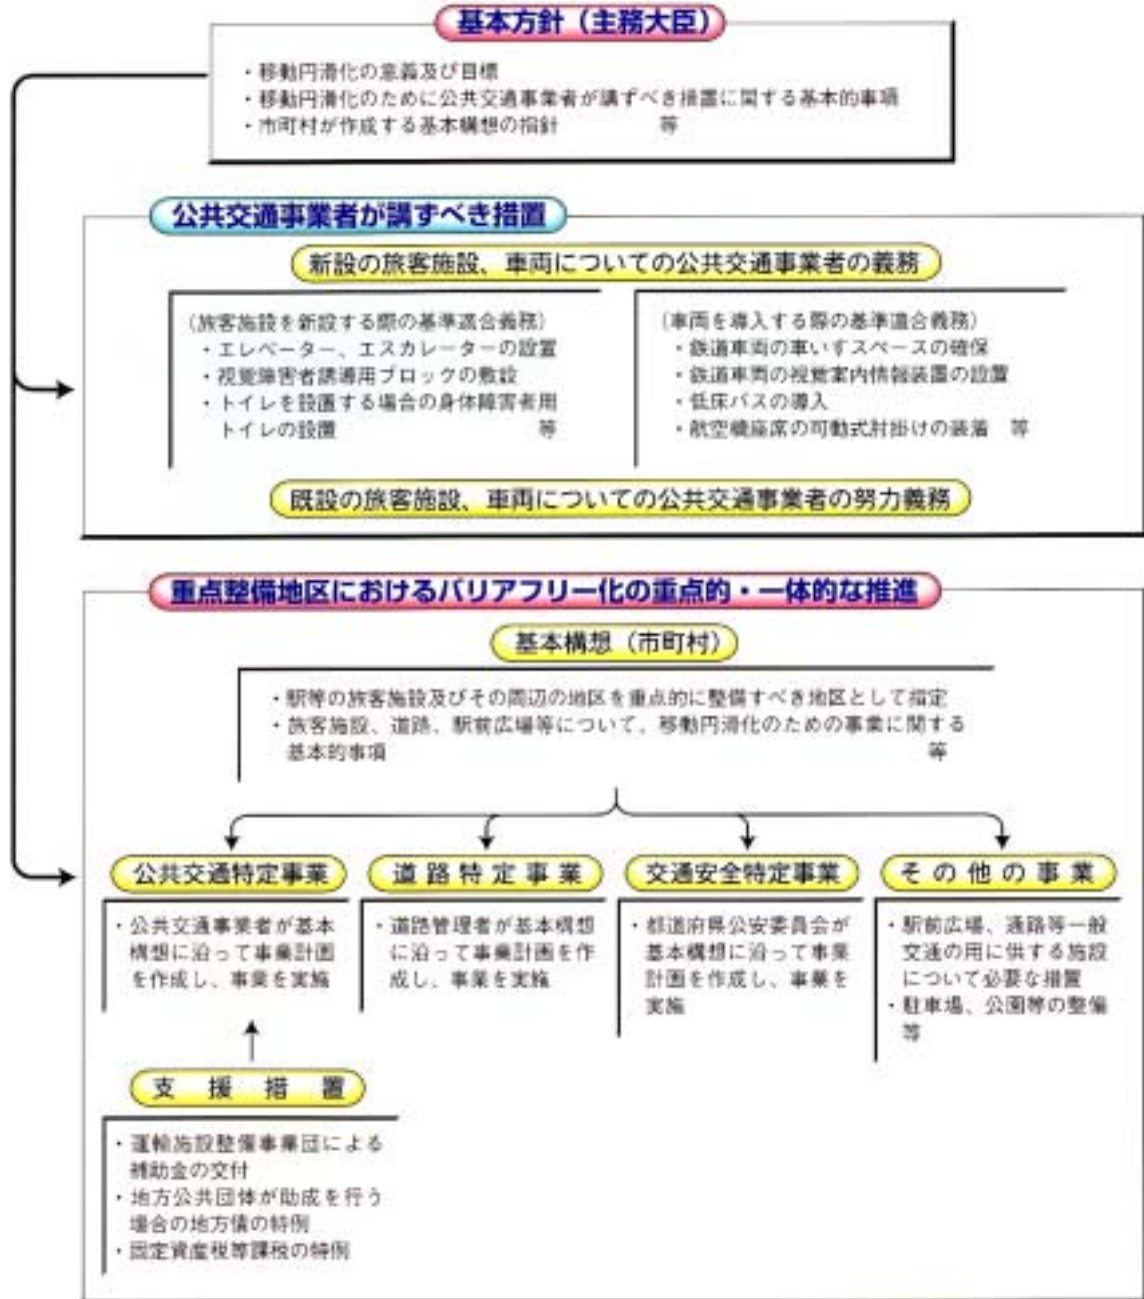 基本方針（主務大臣）
・移動円滑化の意義及び目標
・移動円滑化のために公共交通事業者が講ずべき措置に関する基本的事項
・市町村が作成する基本構想の指針　等
公共交通事業者が講ずべき措置
新設の旅客施設、車両についての公共交通事業者の義務
（旅客施設を新設する際の基準適合義務）
・エレベーター、エスカレーターの設置
・視覚障害者誘導用ブロックの敷設
・トイレを設置する場合の身体障害者用
トイレの設置　等
（車両を導入する際の基準適合義務）
・鉄道車両の車いすスペースの確保
・鉄道車両の視覚案内情報装置の設置
・低床バスの導入
・航空機座席の可動式肘掛けの装着　等
既設の旅客施設、車両についての公共交通事業者の努力義務
重点整備地区におけるバリアフリー化の重点的・一体的な推進
基本構想（市町村）
・駅等の旅客施設及びその周辺の地区を重点的に整備すべき地区として指定
・旅客施設、道路、駅前広場等について、移動円滑化のための事業に関する
基本的事項　等
公共交通特定事業
・公共交通事業者が基本
構想に沿って事業計画
を作成し、事業を実施
道路特定事業
・道路管理者が基本構想
に沿って事業計画を作
成し、事業を実施
交通安全特定事業
・都道府県公安委員会が
基本構想に沿って事業
計画を作成し、事業を
実施
その他の事業
・駅前広場、通路等一般
交通の用に供する施設
について必要な措置
・駐車場、公園等の整備
等
支援措置
・運輸施設整備事業団による
補助金の交付
・地方公共団体が助成を行う
場合の地方債の特例
・固定資産税等課税の特例